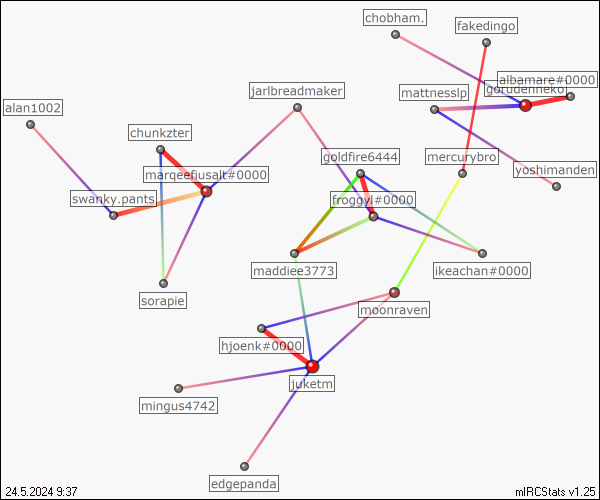 chobham.
fakedingo
albamare#0000
gorudenneko
jarlbreadmaker
mattnesslp
alan1002
chunkzter
goldfire6444
mercurybro
yoshimanden
marqeefjusalt#0000
swanky.pants
froggyl#0000
maddiee3773
ikeachan#0000
sorapie
moonraven
hjoenk#0000
juketm
mingus4742
edgepanda
24.5.2024 9:37
mIRCStats v1.25